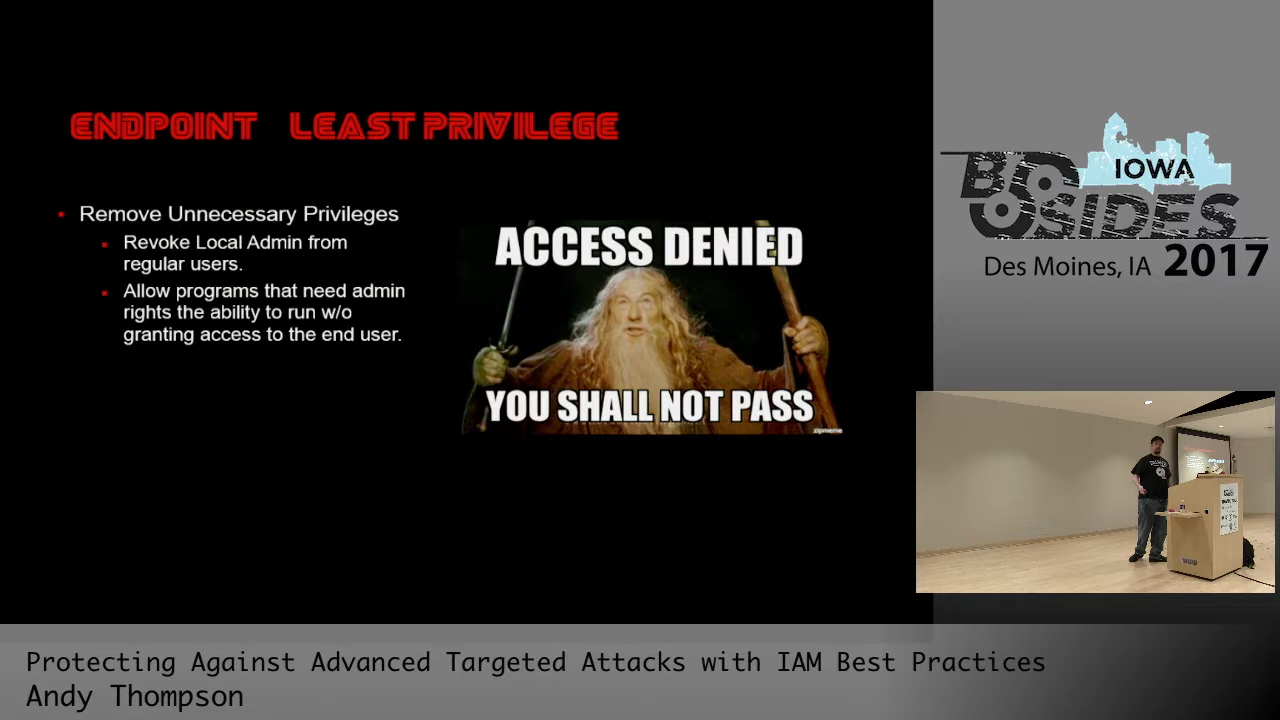 ENDPOINT LEAST PRIVILEGE
Remove Unnecessary Privileges
Revoke Local Admin from
regular users.
Allow programs that need admin
rights the ability to run w/o
granting access to the end user.
ACCESS DENIED
YOU SHALL NOT PASS
zipmeme
IOWA
BSIDES
Des Moines, IA 2017
Protecting Against Advanced Targeted Attacks with IAM Best Practices
Andy Thompson